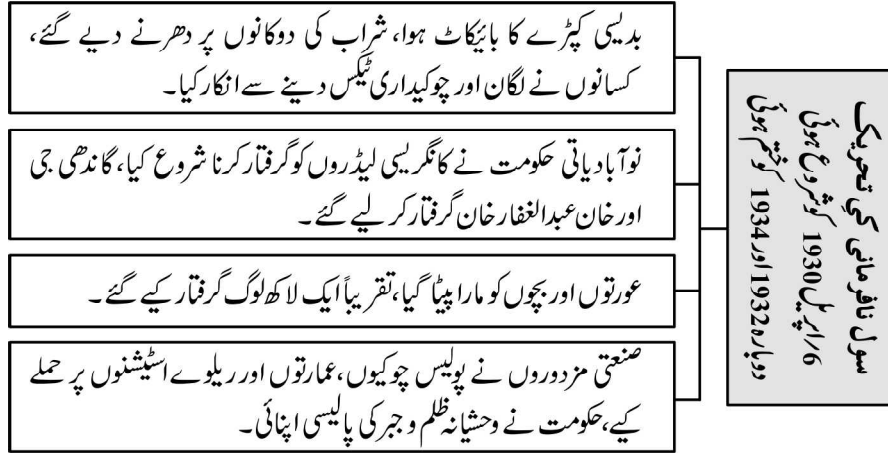 سول نافرمانی کی تحریک
6/اپریل 1930 کو شروع ہوئی
دوبارہ 1932 اور 1934 کو ختم ہوئی
بدیسی کپڑے کا بائیکاٹ ہوا، شراب کی دوکانوں پر دھرنے دیے گئے،
کسانوں نے لگان اور چوکیداری ٹیکس دینے سے انکار کیا۔
نوآبادیاتی حکومت نے کانگریسی لیڈروں کو گرفتار کرنا شروع کیا، گاندھی جی
اور خان عبدالغفار خان گرفتار کر لیے گئے۔
عورتوں اور بچوں کو مارا پیٹا گیا، تقریباً ایک لاکھ لوگ گرفتار کیے گئے۔
صنعتی مزدوروں نے پولیس چوکیوں، عمارتوں اور ریلوے اسٹیشنوں پر حملے
کیے، حکومت نے وحشیانہ ظلم و جبر کی پالیسی اپنائی۔